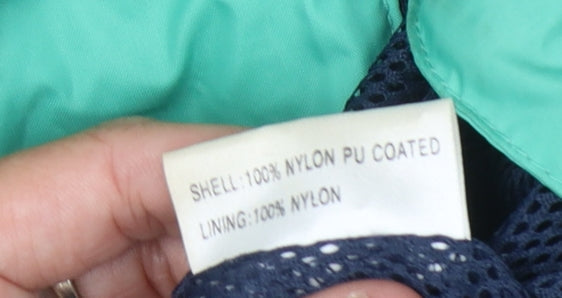 SHELL:100% NYLON PU COATED
LINING:100% NYLON